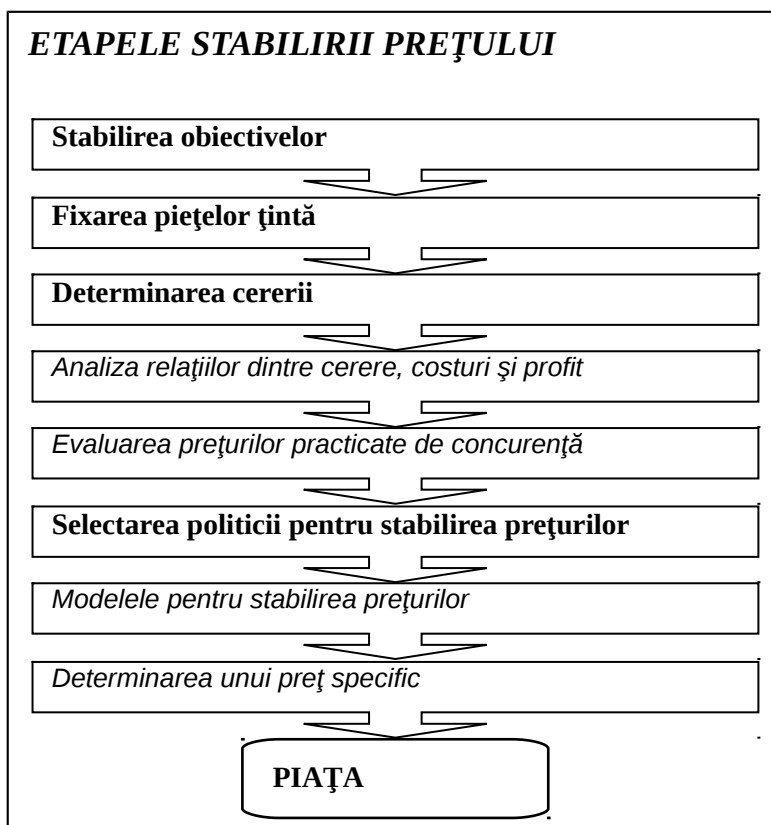 ETAPELE STABILIRII PREŢULUI
Stabilirea obiectivelor
Fixarea pieţelor ţintă
Determinarea cererii
Analiza relaţiilor dintre cerere, costuri şi profit
Evaluarea preţurilor practicate de concurenţă
Selectarea politicii pentru stabilirea preţurilor
Modelele pentru stabilirea preţurilor
Determinarea unui preţ specific
PIAŢA